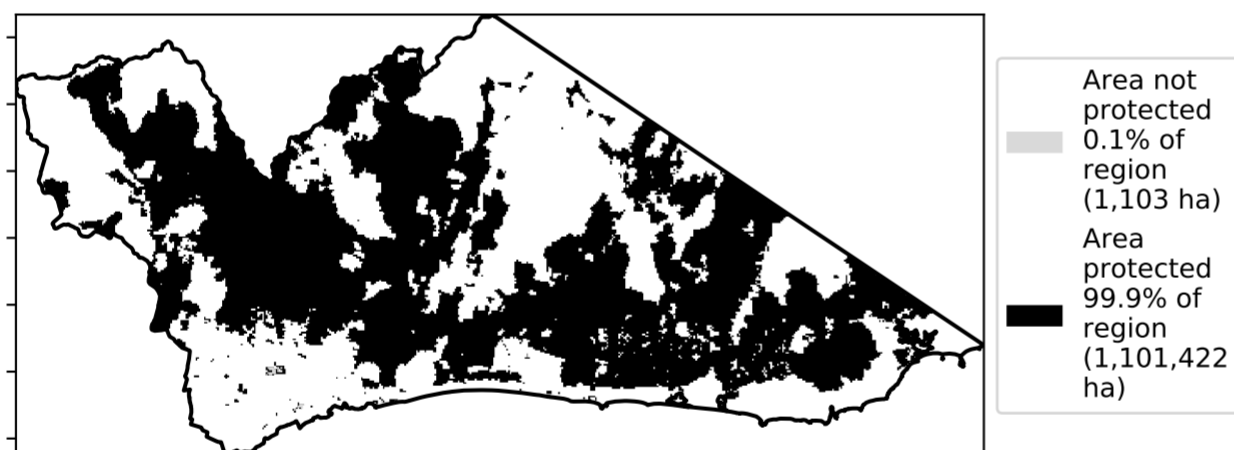 Area not
protected
0.1% of
region
(1,103 ha)
Area
protected
99.9% of
region
(1,101,422
ha)